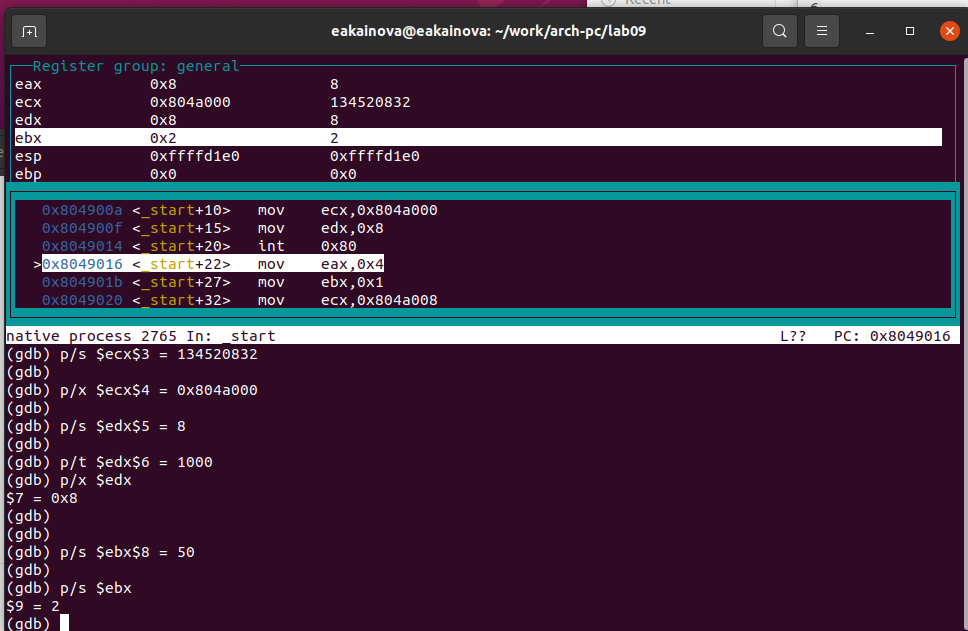 Recent
eakainova@eakainova: ~/work/arch-pc/lab09
Register group: general
eax 0x8 8
ecx 0x804a000 134520832
edx 0x8 8
ebx 0x2 2
esp 0xffffd1e0 0xffffd1e0
ebp 0x0 0x0
0x804900a <_start+10> mov ecx,0x804a000
0x804900f <_start+15> mov edx,0x8
0x8049014 <_start+20> int 0x80
>0x8049016 <_start+22> mov eax,0x4
0x804901b <_start+27> mov ebx,0x1
0x8049020 <_start+32> mov ecx,0x804a008
native process 2765 In: _start L?? PC: 0x8049016
(gdb) p/s $ecx$3 = 134520832
(gdb)
(gdb) p/x $ecx$4 = 0x804a000
(gdb)
(gdb) p/s $edx$5 = 8
(gdb)
(gdb) p/t $edx$6 = 1000
(gdb) p/x $edx
$7 = 0x8
(gdb)
(gdb)
(gdb) p/s $ebx$8 = 50
(gdb)
(gdb) p/s $ebx
$9 = 2
(gdb)